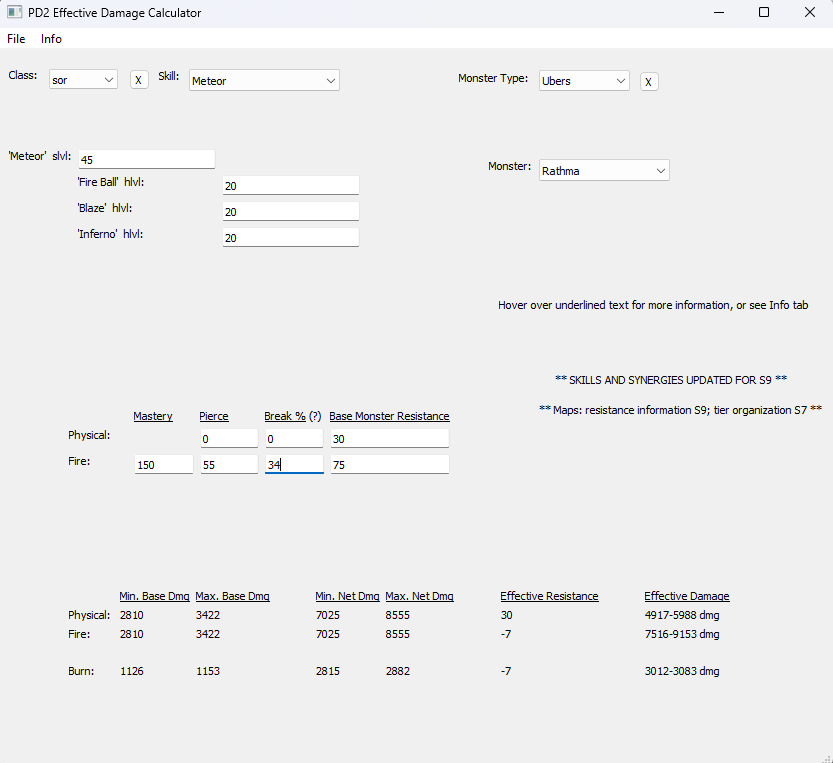 PD2 Effective Damage Calculator
File Info
Class: sor X Skill: Meteor Monster Type: Ubers X
'Meteor' slvl: 45 Monster: Rathma
'Fire Ball' hlvl: 20
'Blaze' hlvl: 20
'Inferno' hlvl: 20
Hover over underlined text for more information, or see Info tab
** SKILLS AND SYNERGIES UPDATED FOR S9 **
** Maps: resistance information S9; tier organization S7 **
Mastery Pierce Break % (?) Base Monster Resistance
Physical: 0 0 30
Fire: 150 55 34 75
Min. Base Dmg Max. Base Dmg Min. Net Dmg Max. Net Dmg Effective Resistance Effective Damage
Physical: 2810 3422 7025 8555 30 4917-5988 dmg
Fire: 2810 3422 7025 8555 -7 7516-9153 dmg
Burn: 1126 1153 2815 2882 -7 3012-3083 dmg